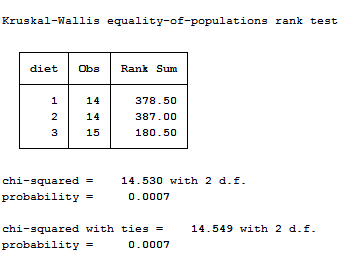 Kruskal-Wallis equality-of-populations rank test
diet Obs Rank Sum
1 14 378.50
2 14 387.00
3 15 180.50
chi-squared = 14.530 with 2 d.f.
probability = 0.0007
chi-squared with ties = 14.549 with 2 d.f.
probability = 0.0007